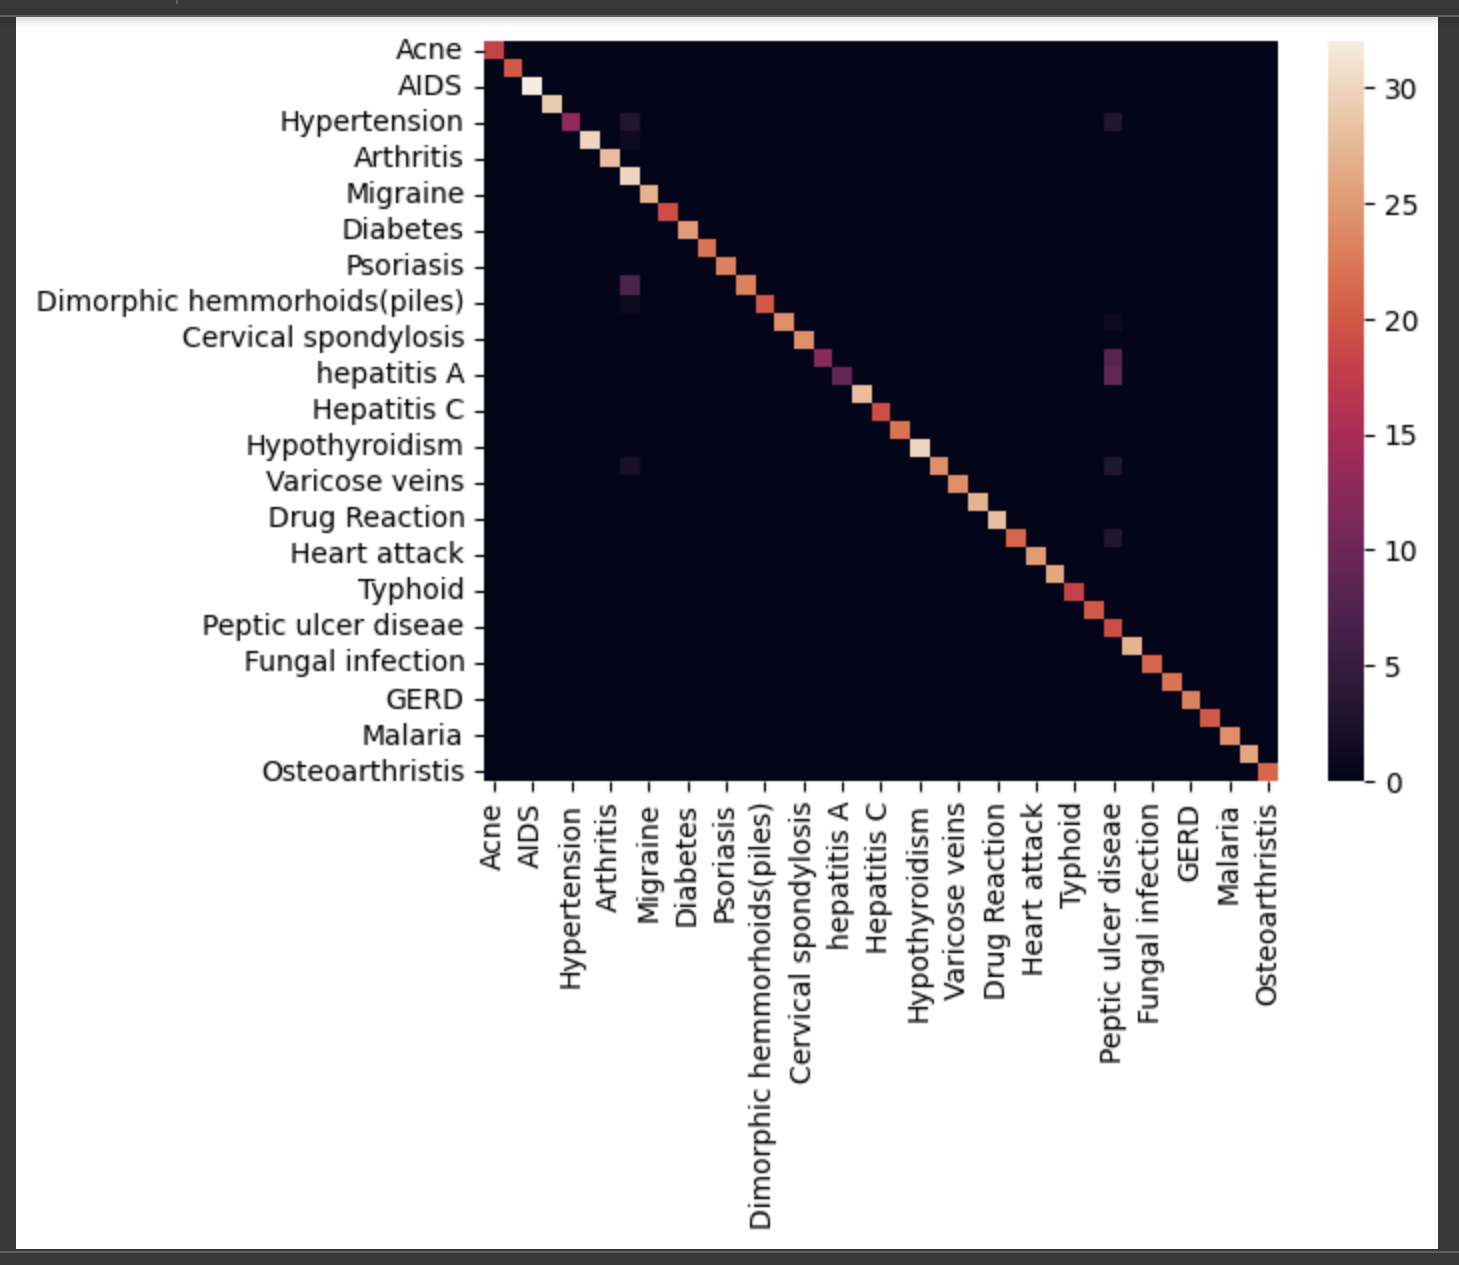 Acne
AIDS
Hypertension
Arthritis
Migraine
Diabetes
Psoriasis
Dimorphic hemmorhoids(piles)
Cervical spondylosis
hepatitis A
Hepatitis C
Hypothyroidism
Varicose veins
Drug Reaction
Heart attack
Typhoid
Peptic ulcer diseae
Fungal infection
GERD
Malaria
Osteoarthristis
30
25
20
15
10
5
0
Acne
AIDS
Hypertension
Arthritis
Migraine
Diabetes
Psoriasis
Dimorphic hemmorhoids(piles)
Cervical spondylosis
hepatitis A
Hepatitis C
Hypothyroidism
Varicose veins
Drug Reaction
Heart attack
Typhoid
Peptic ulcer diseae
Fungal infection
GERD
Malaria
Osteoarthristis